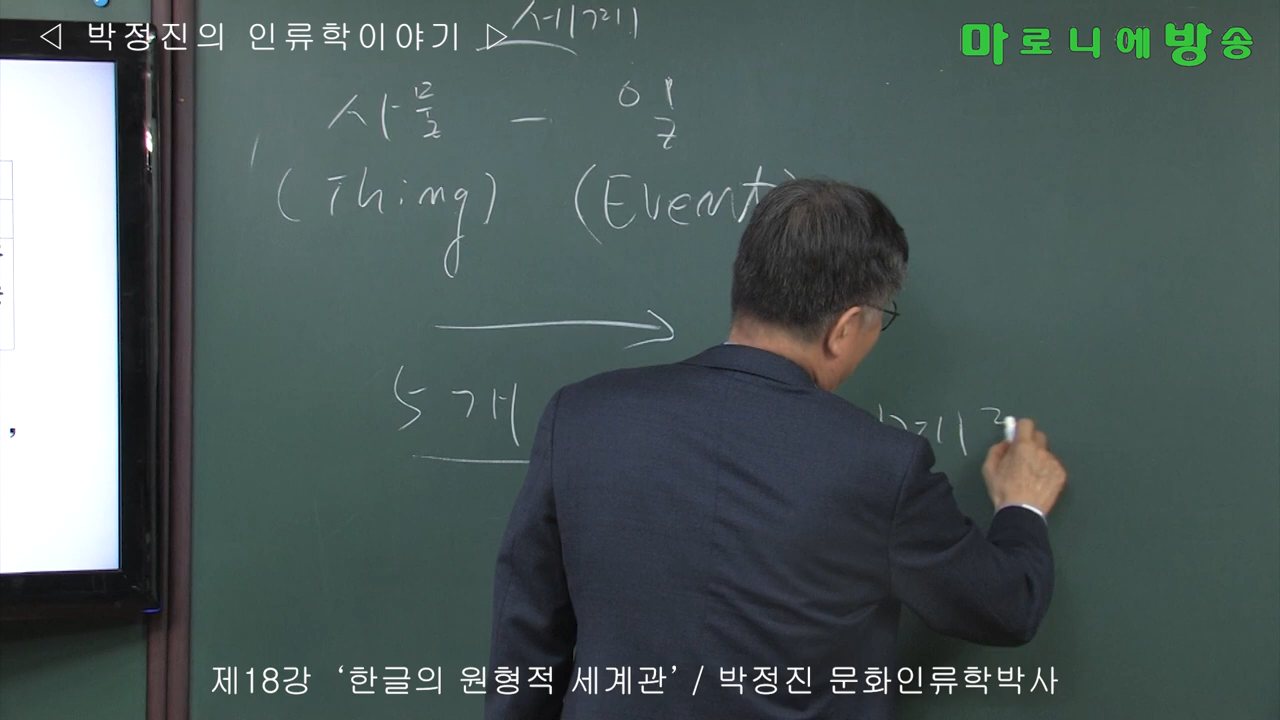 ◁ 박정진의 인류학이야기 ▷
마로니에방송
사물 — 일
(Thing) (Event)
→
5개
제18강 ‘한글의 원형적 세계관’ / 박정진 문화인류학박사